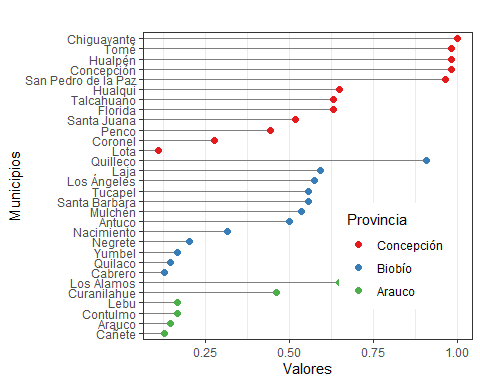 Chiguayante
Tomé
Hualpén
Concepción
San Pedro de la Paz
Hualqui
Talcahuano
Florida
Santa Juana
Penco
Coronel
Lota
Quilleco
Laja
Los Ángeles
Tucapel
Santa Bárbara
Mulchén
Antuco
Nacimiento
Negrete
Yumbel
Quilaco
Cabrero
Los Álamos
Curanilahue
Lebu
Contulmo
Arauco
Cañete
Municipios
Provincia
Concepción
Biobío
Arauco
0.25 0.50 0.75 1.00
Valores